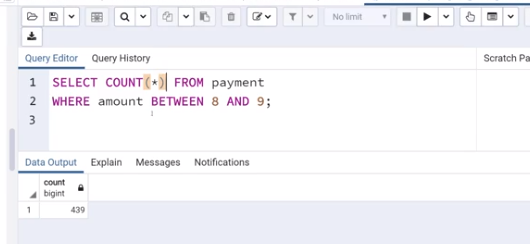 No limit
Query Editor Query History Scratch Pa
1 SELECT COUNT(*) FROM payment
2 WHERE amount BETWEEN 8 AND 9;
3
Data Output Explain Messages Notifications
count
bigint
1 439